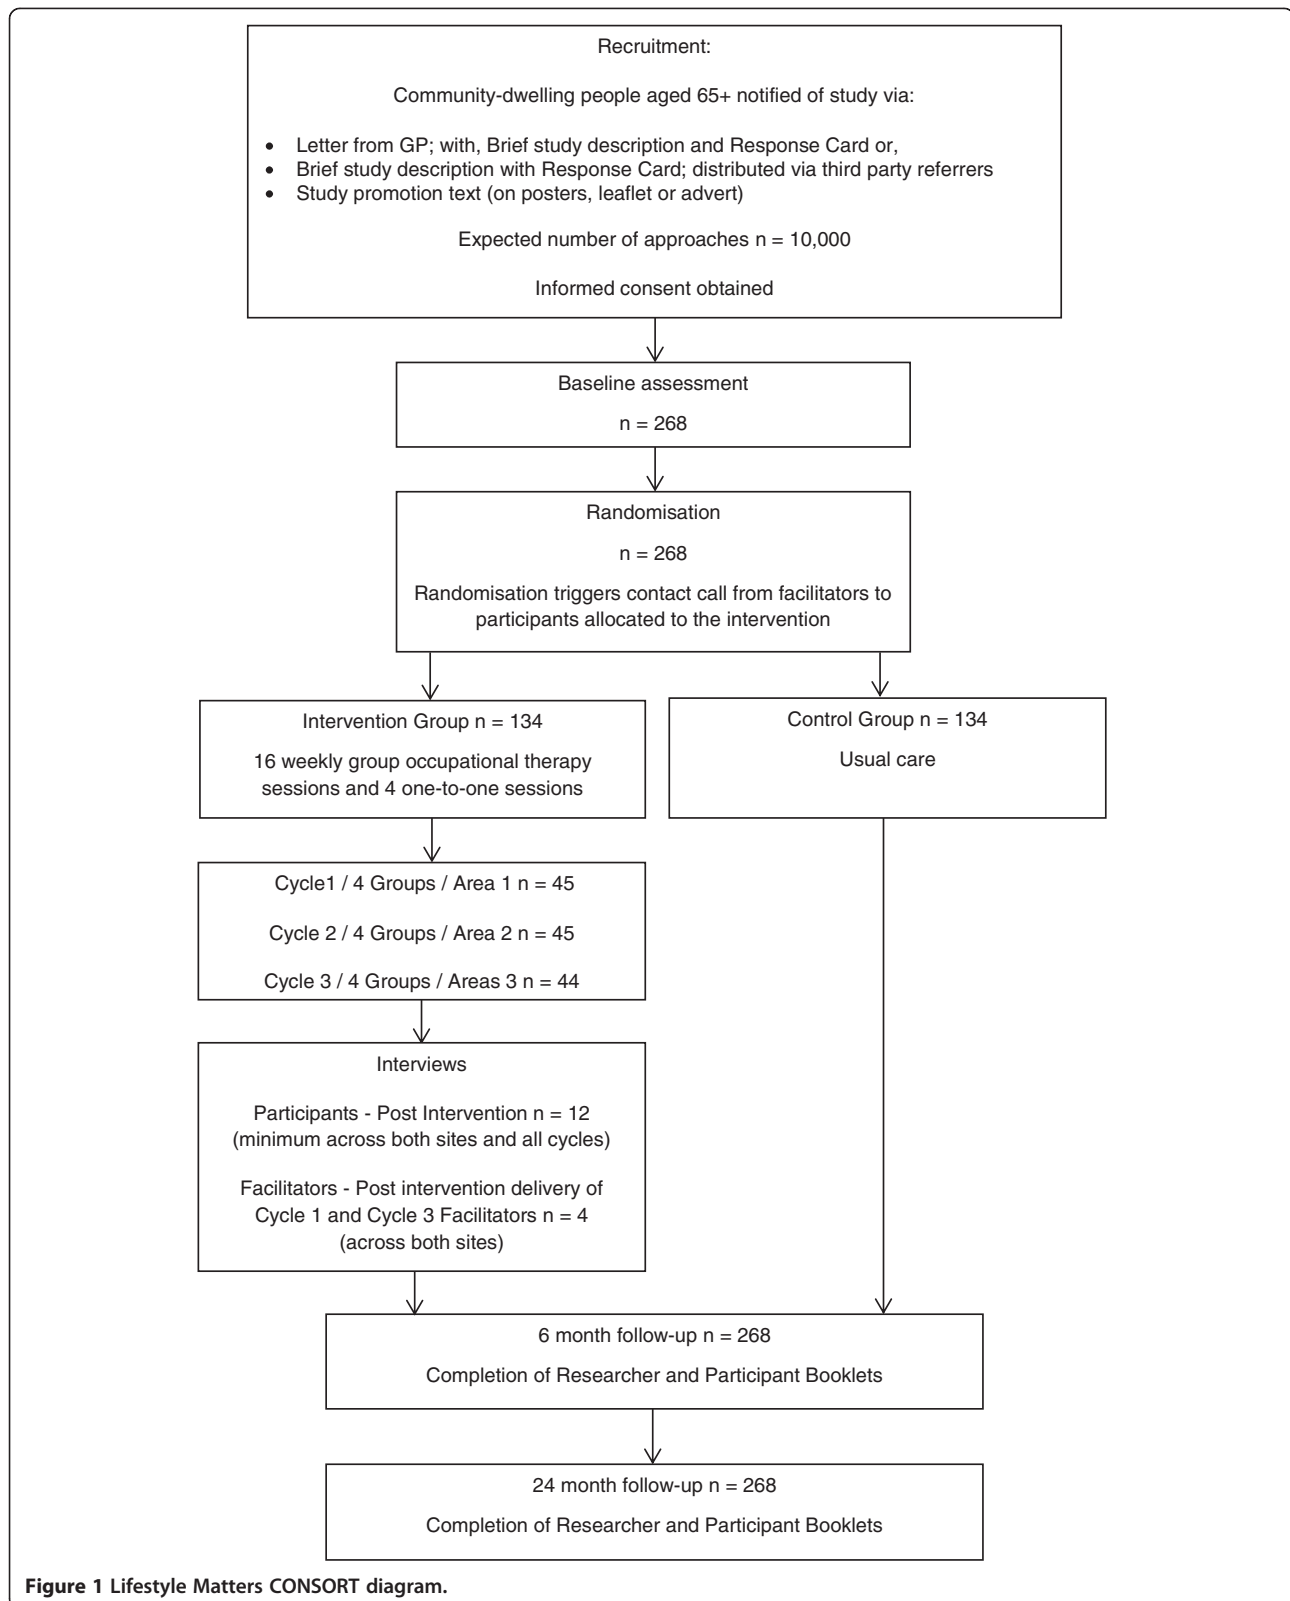 Recruitment:
Community-dwelling people aged 65+ notified of study via:
• Letter from GP; with, Brief study description and Response Card or,
• Brief study description with Response Card; distributed via third party referrers
• Study promotion text (on posters, leaflet or advert)
Expected number of approaches n = 10,000
Informed consent obtained
Baseline assessment
n = 268
Randomisation
n = 268
Randomisation triggers contact call from facilitators to
participants allocated to the intervention
Intervention Group n = 134
16 weekly group occupational therapy
sessions and 4 one-to-one sessions
Control Group n = 134
Usual care
Cycle1 / 4 Groups / Area 1 n = 45
Cycle 2 / 4 Groups / Area 2 n = 45
Cycle 3 / 4 Groups / Areas 3 n = 44
Interviews
Participants - Post Intervention n = 12
(minimum across both sites and all cycles)
Facilitators - Post intervention delivery of
Cycle 1 and Cycle 3 Facilitators n = 4
(across both sites)
6 month follow-up n = 268
Completion of Researcher and Participant Booklets
24 month follow-up n = 268
Completion of Researcher and Participant Booklets
Figure 1 Lifestyle Matters CONSORT diagram.